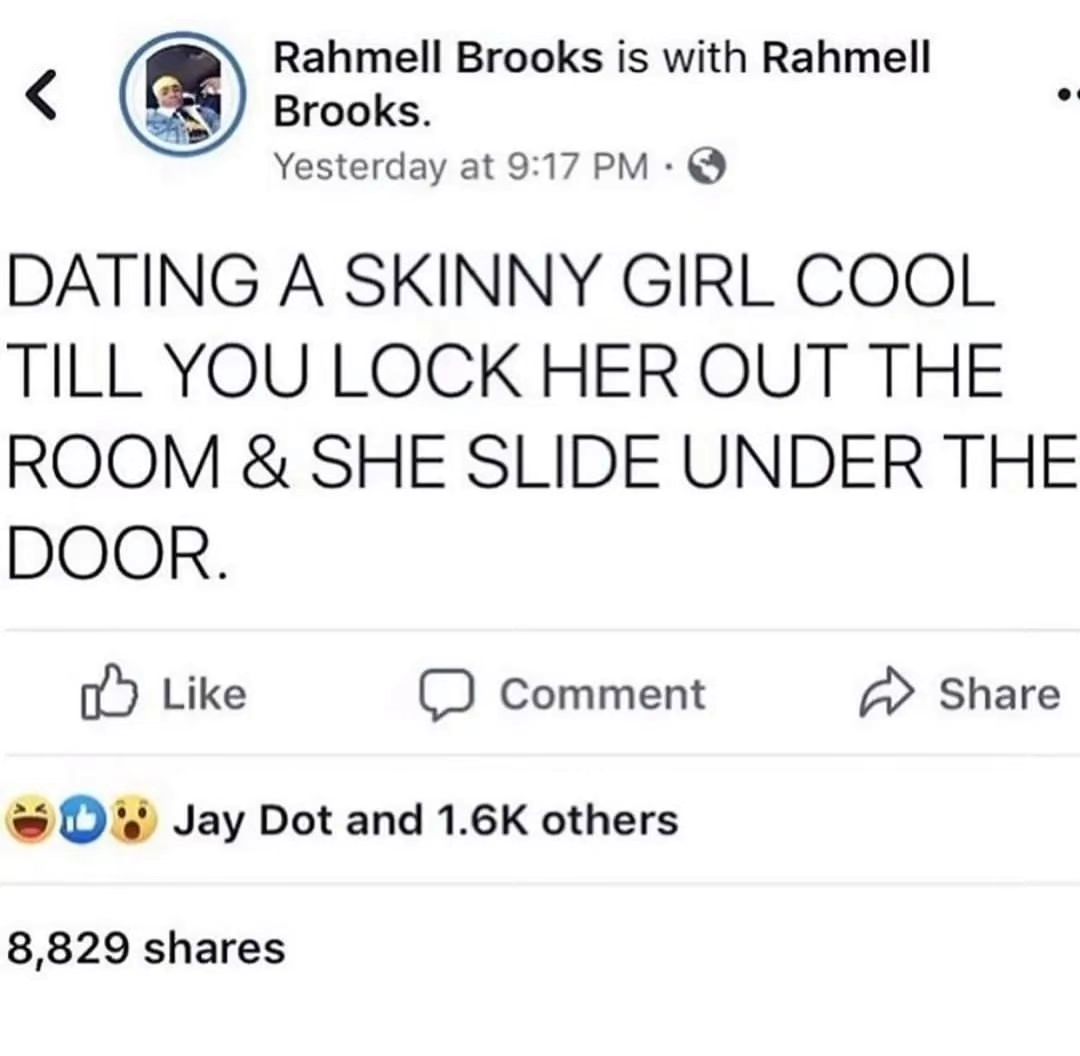 Rahmell Brooks is with Rahmell
Brooks.
Yesterday at 9:17 PM ·
DATING A SKINNY GIRL COOL
TILL YOU LOCK HER OUT THE
ROOM & SHE SLIDE UNDER THE
DOOR.
Like Comment Share
Jay Dot and 1.6K others
8,829 shares